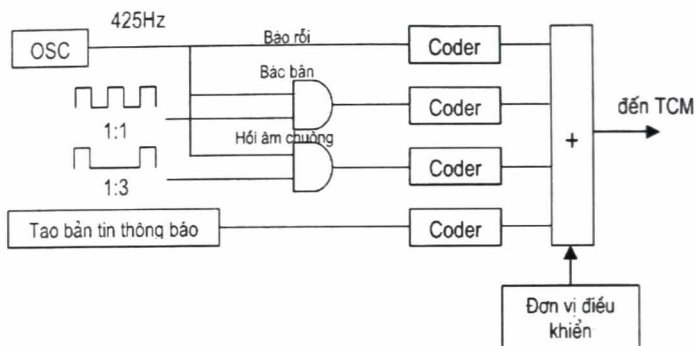 425Hz
OSC
Báo rỗi
Coder
Bác bân
Coder
1:1
đến TCM
Hồi âm chuông
+
1:3
Coder
Tao bản tin thông báo
Coder
Đơn vị điều
khiển